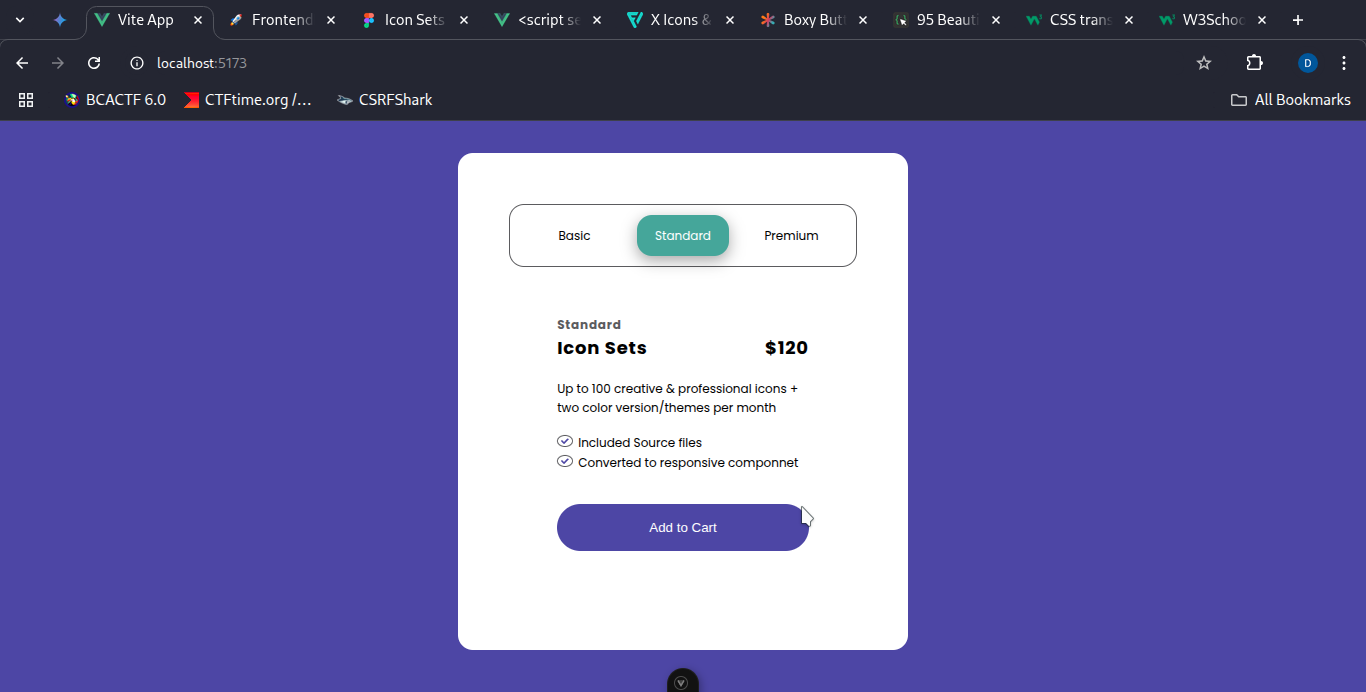 Vite App
Frontend
Icon Sets
<script se
X Icons &
Boxy Butt
95 Beauti
CSS trans
W3Schoo
localhost:5173
D
BCACTF 6.0
CTFtime.org /...
CSRFShark
All Bookmarks
Basic
Standard
Premium
Standard
Icon Sets $120
Up to 100 creative & professional icons +
two color version/themes per month
Included Source files
Converted to responsive componnet
Add to Cart